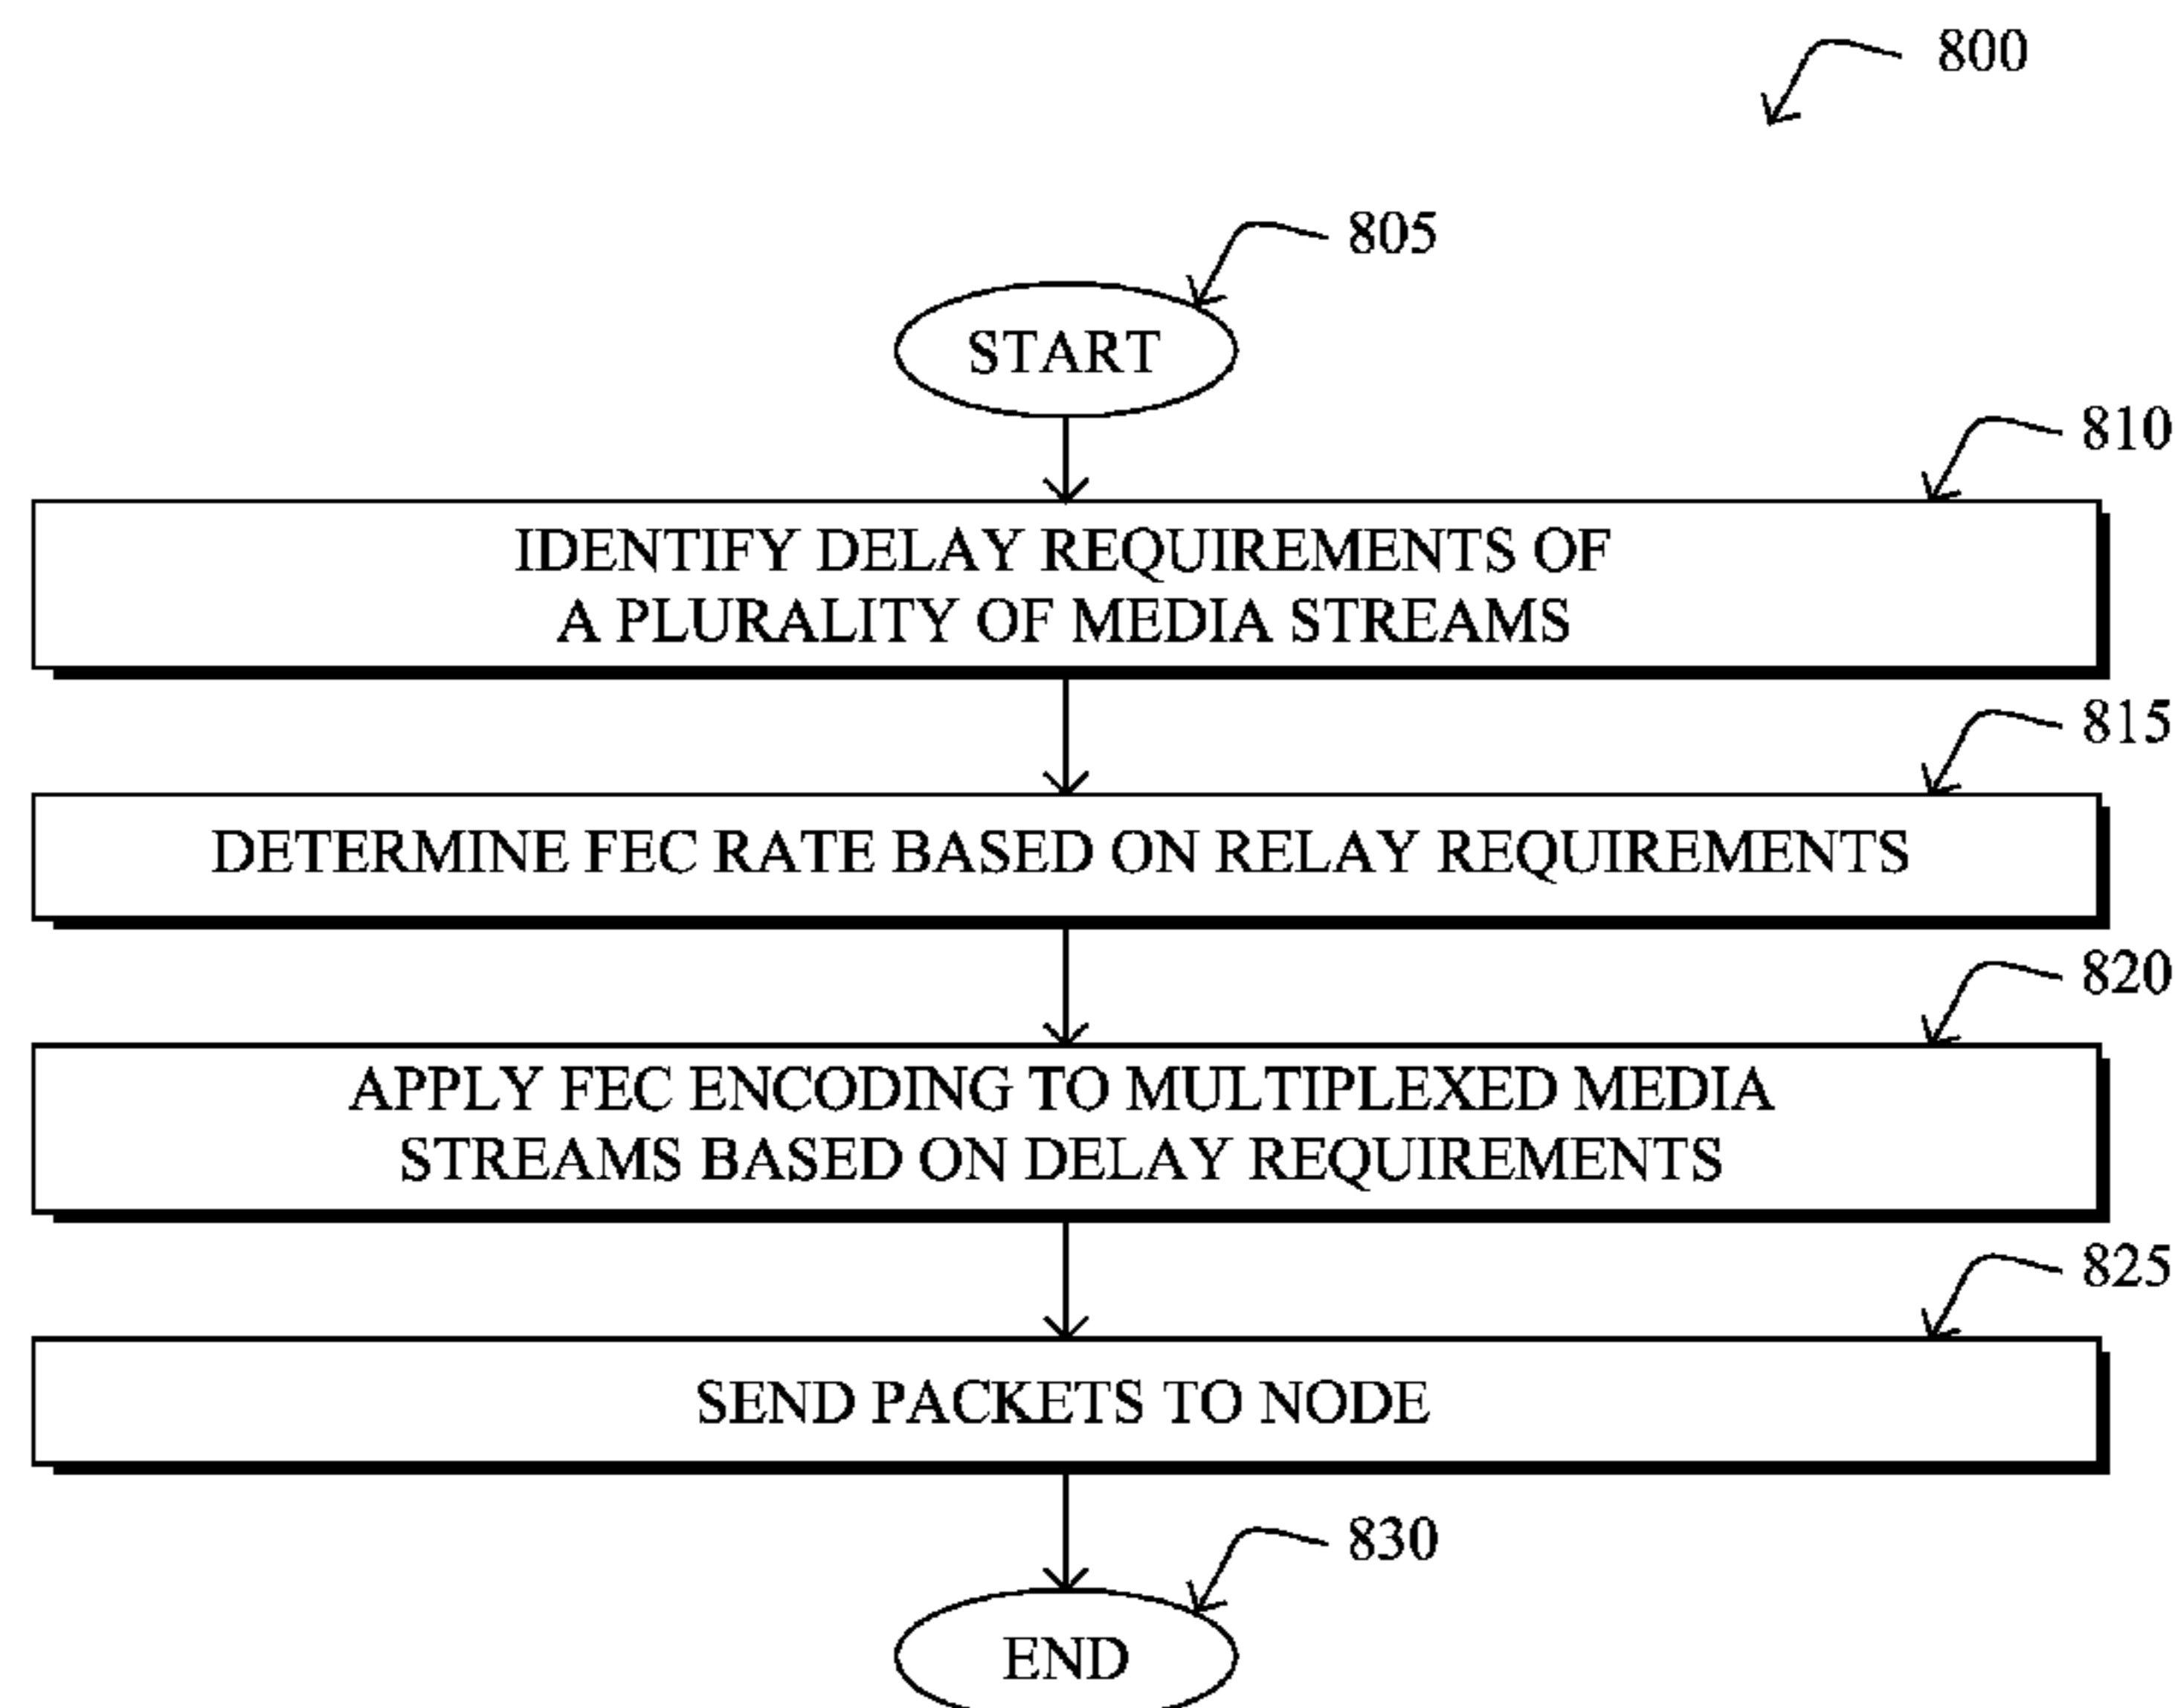 800
805
START
810
IDENTIFY DELAY REQUIREMENTS OF
A PLURALITY OF MEDIA STREAMS
815
DETERMINE FEC RATE BASED ON RELAY REQUIREMENTS
820
APPLY FEC ENCODING TO MULTIPLEXED MEDIA
STREAMS BASED ON DELAY REQUIREMENTS
825
SEND PACKETS TO NODE
830
END